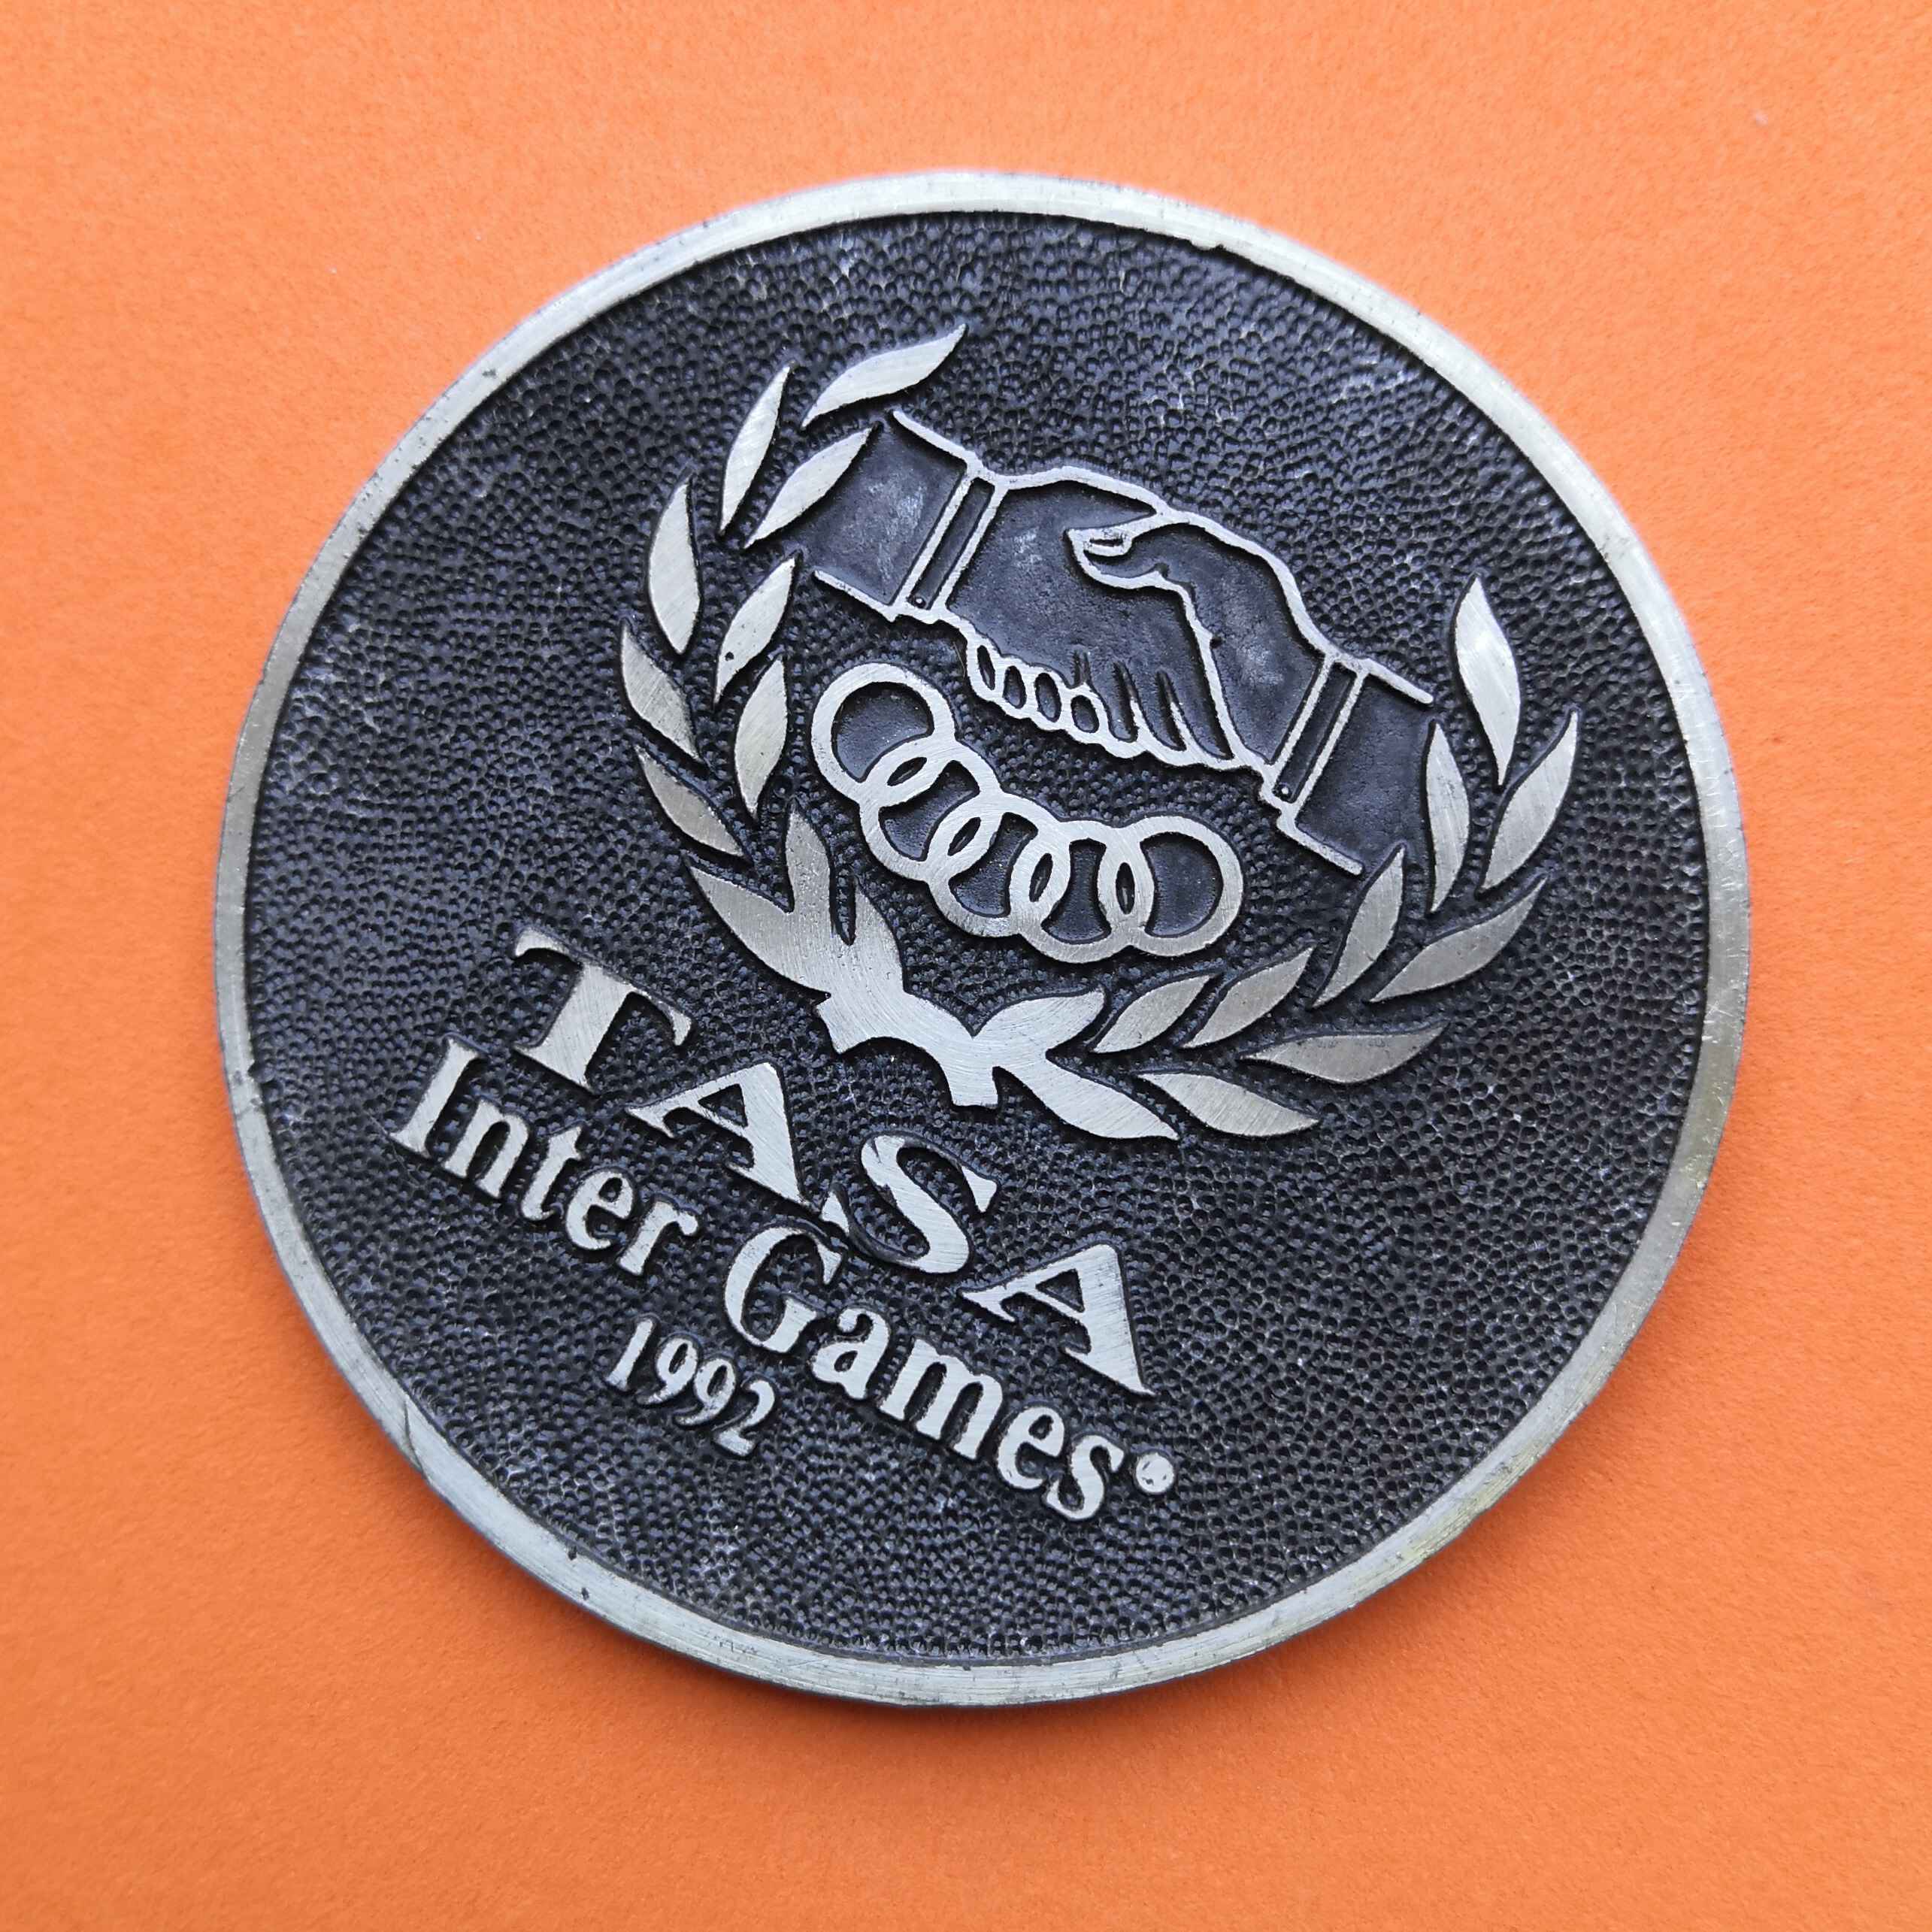 TASA
Inter Games
1992